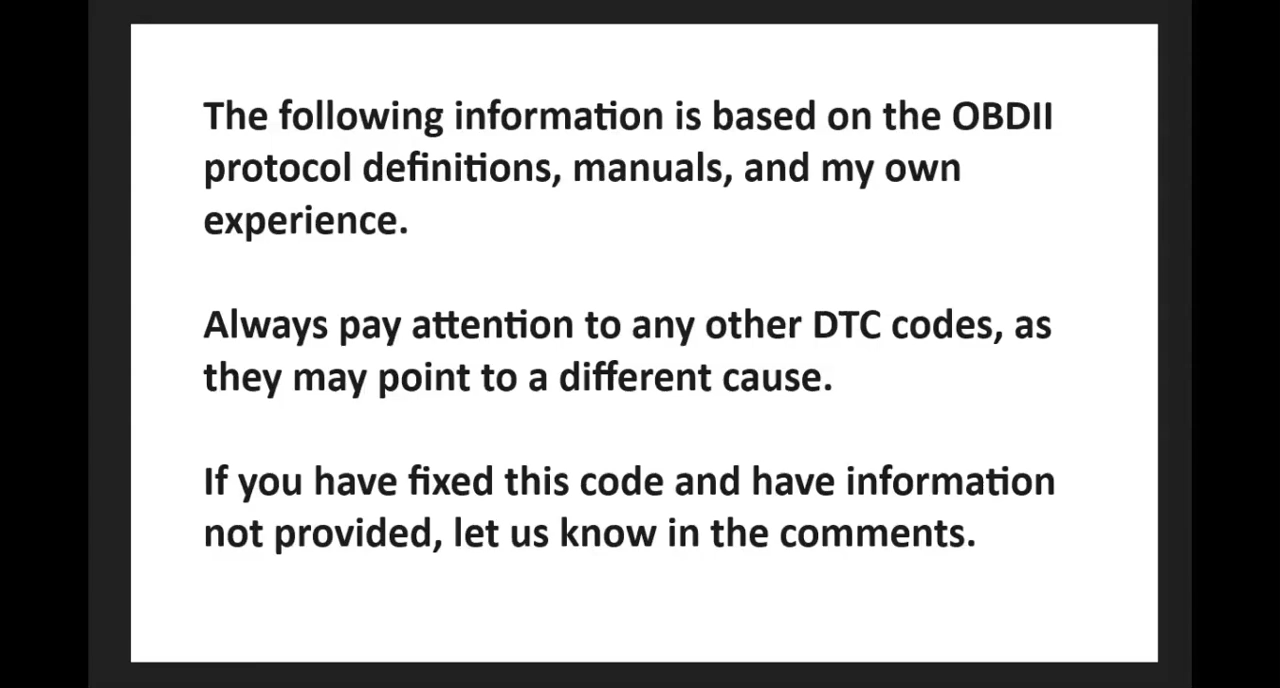 The following information is based on the OBDII
protocol definitions, manuals, and my own
experience.
Always pay attention to any other DTC codes, as
they may point to a different cause.
If you have fixed this code and have information
not provided, let us know in the comments.